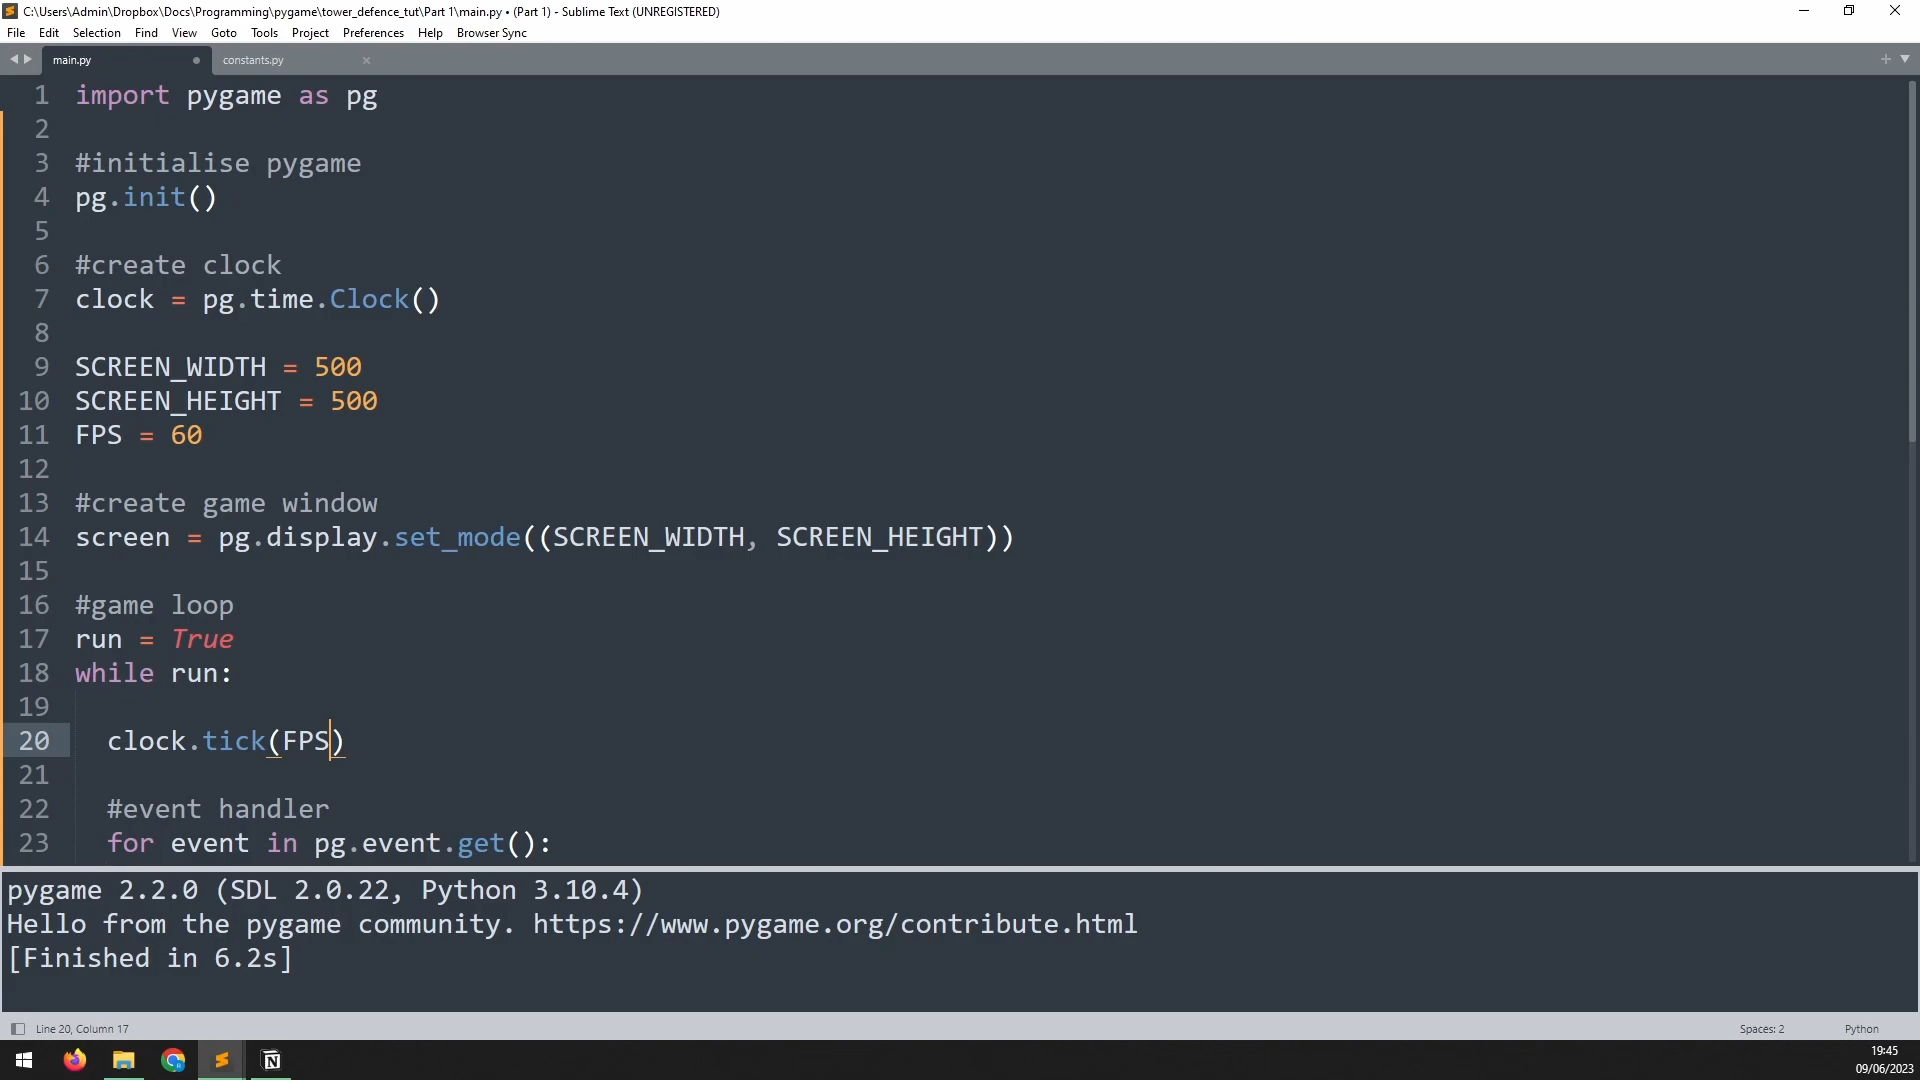 C:\Users\Admin\Dropbox\Docs\Programming\pygame\tower_defence_tut\Part 1\main.py • (Part 1) - Sublime Text (UNREGISTERED)
File Edit Selection Find View Goto Tools Project Preferences Help Browser Sync
main.py constants.py
1 import pygame as pg
2
3 #initialise pygame
4 pg.init()
5
6 #create clock
7 clock = pg.time.Clock()
8
9 SCREEN_WIDTH = 500
10 SCREEN_HEIGHT = 500
11 FPS = 60
12
13 #create game window
14 screen = pg.display.set_mode((SCREEN_WIDTH, SCREEN_HEIGHT))
15
16 #game loop
17 run = True
18 while run:
19
20 clock.tick(FPS)
21
22 #event handler
23 for event in pg.event.get():
pygame 2.2.0 (SDL 2.0.22, Python 3.10.4)
Hello from the pygame community. https://www.pygame.org/contribute.html
[Finished in 6.2s]
Line 20, Column 17 Spaces: 2 Python
19:45
09/06/2023